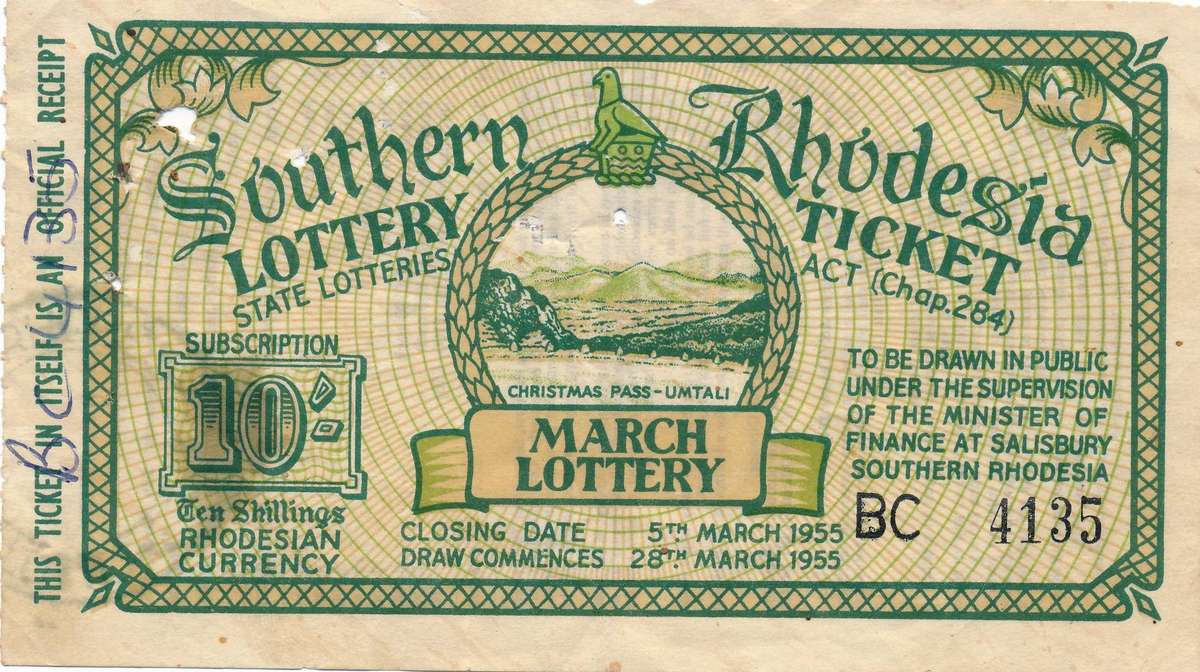 THIS TICKET IN ITSELF IS AN OFFICIAL RECEIPT
Southern Rhodesia
LOTTERY TICKET
STATE LOTTERIES ACT (Chap.284)
SUBSCRIPTION
10/-
Ten Shillings
RHODESIAN
CURRENCY
CHRISTMAS PASS-UMTALI
MARCH
LOTTERY
CLOSING DATE 5TH MARCH 1955
DRAW COMMENCES 28TH MARCH 1955
TO BE DRAWN IN PUBLIC
UNDER THE SUPERVISION
OF THE MINISTER OF
FINANCE AT SALISBURY
SOUTHERN RHODESIA
BC 4135